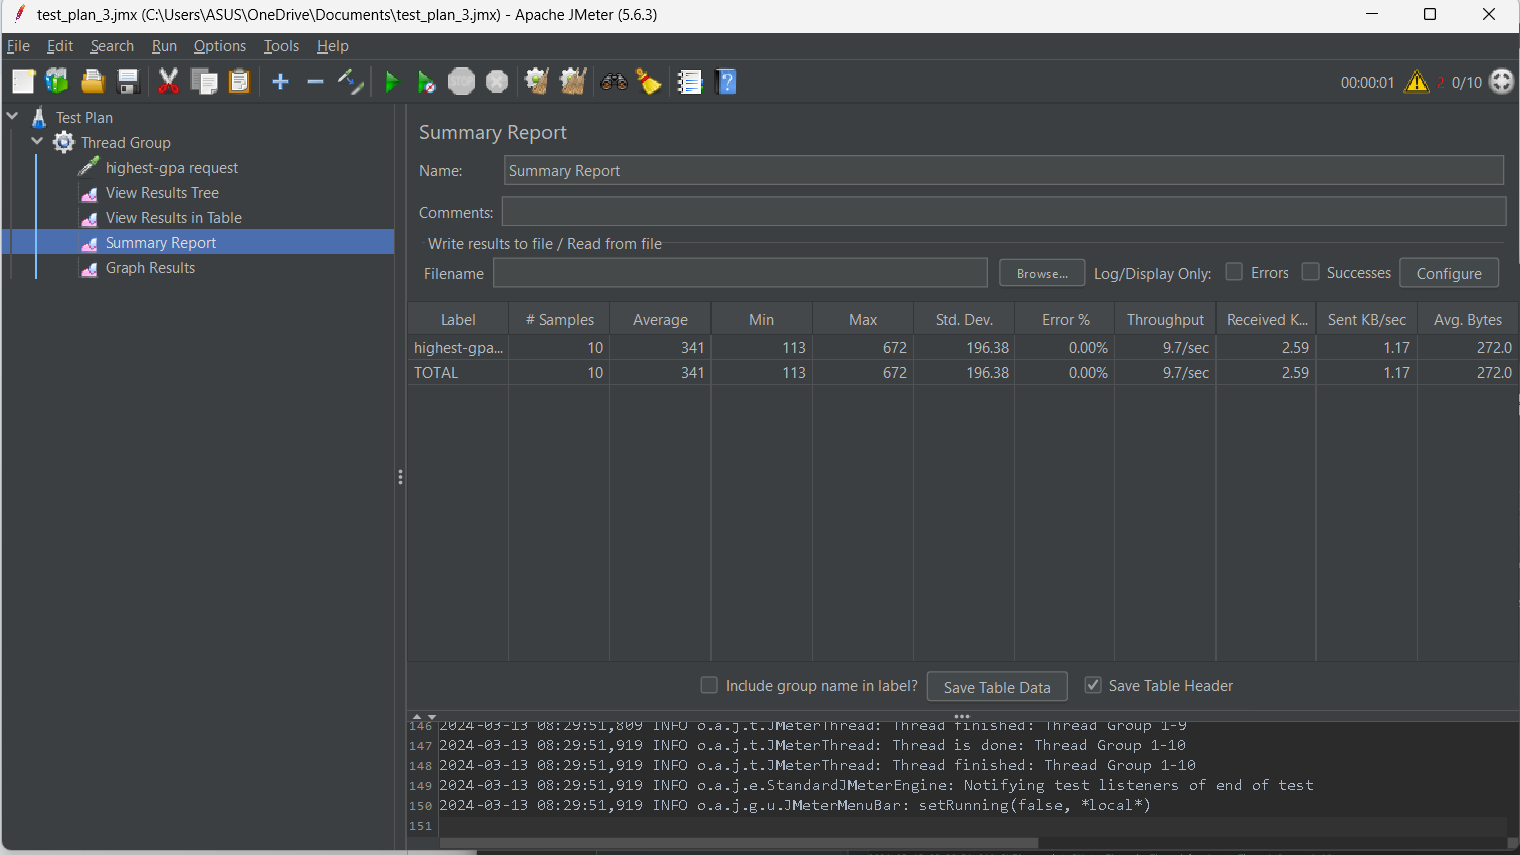 test_plan_3.jmx (C:\Users\ASUS\OneDrive\Documents\test_plan_3.jmx) - Apache JMeter (5.6.3)
File Edit Search Run Options Tools Help
STOP 00:00:01 2 0/10
Test Plan
Thread Group
highest-gpa request
View Results Tree
View Results in Table
Summary Report
Graph Results
Summary Report
Name: Summary Report
Comments:
Write results to file / Read from file
Filename Browse... Log/Display Only: Errors Successes Configure
Label # Samples Average Min Max Std. Dev. Error % Throughput Received K... Sent KB/sec Avg. Bytes
highest-gpa... 10 341 113 672 196.38 0.00% 9.7/sec 2.59 1.17 272.0
TOTAL 10 341 113 672 196.38 0.00% 9.7/sec 2.59 1.17 272.0
Include group name in label? Save Table Data Save Table Header
146 2024-03-13 08:29:51,809 INFO o.a.j.t.JMeterThread: Thread finished: Thread Group 1-9
147 2024-03-13 08:29:51,919 INFO o.a.j.t.JMeterThread: Thread is done: Thread Group 1-10
148 2024-03-13 08:29:51,919 INFO o.a.j.t.JMeterThread: Thread finished: Thread Group 1-10
149 2024-03-13 08:29:51,919 INFO o.a.j.e.StandardJMeterEngine: Notifying test listeners of end of test
150 2024-03-13 08:29:51,919 INFO o.a.j.g.u.JMeterMenuBar: setRunning(false, *local*)
151